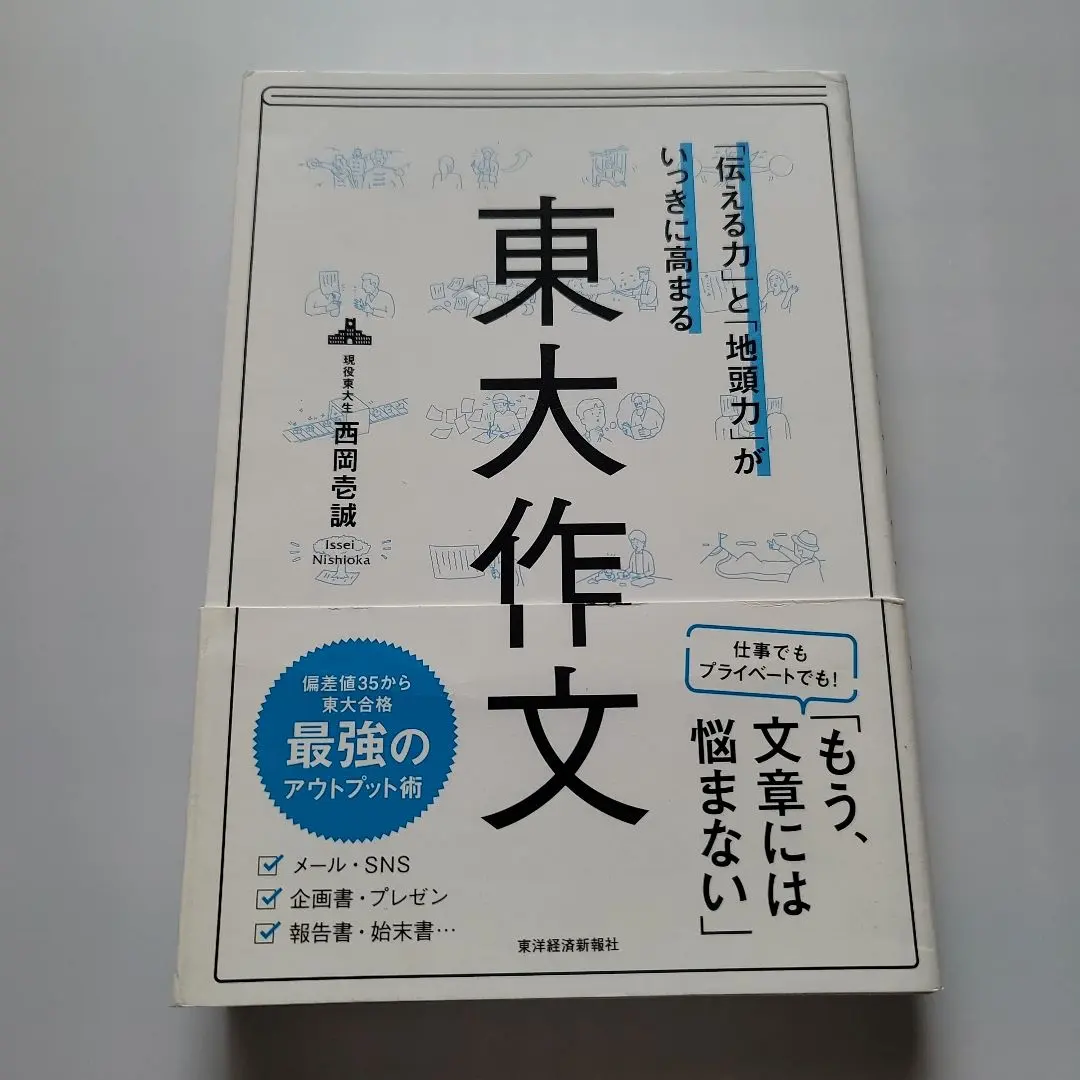 「伝える力」と「地頭力」が
いっきに高まる
東大作文
現役東大生 西岡壱誠
Issei
Nishioka
仕事でも
プライベートでも!
「もう、
文章には
悩まない」
偏差値35から
東大合格
最強の
アウトプット術
メール・SNS
企画書・プレゼン
報告書・始末書…
東洋経済新報社